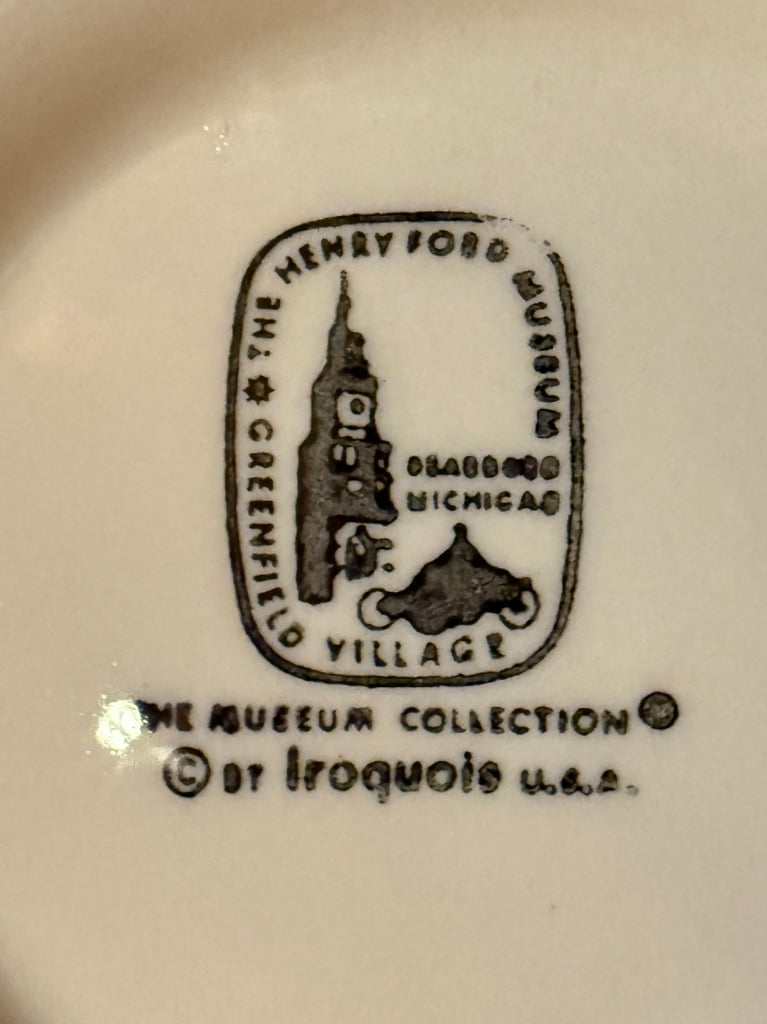 THE HENRY FORD MUSEUM
DEARBORN
MICHIGAN
GREENFIELD VILLAGE
THE MUSEUM COLLECTION ®
© BY Iroquois U.S.A.